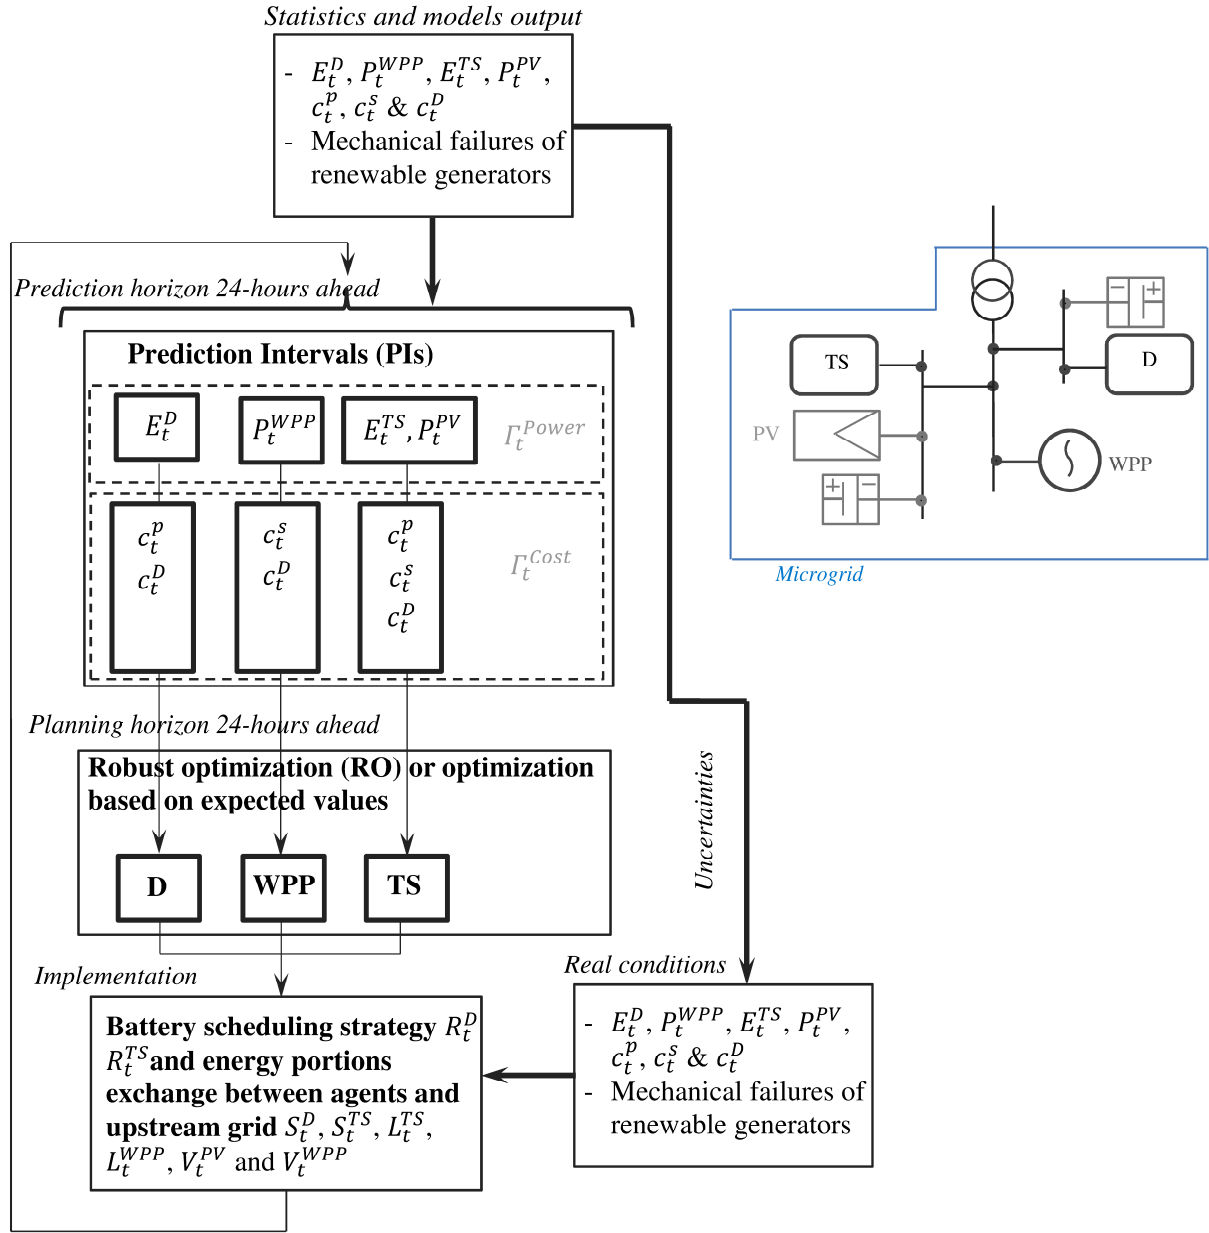 Statistics and models output
- E_t^D, P_t^WPP, E_t^TS, P_t^PV,
c_t^p, c_t^s & c_t^D
- Mechanical failures of
renewable generators
Prediction horizon 24-hours ahead
Prediction Intervals (PIs)
E_t^D
P_t^WPP
E_t^TS, P_t^PV
Γ_t^Power
c_t^p
c_t^D
c_t^s
c_t^D
c_t^p
c_t^s
c_t^D
Γ_t^Cost
Planning horizon 24-hours ahead
Robust optimization (RO) or optimization
based on expected values
D
WPP
TS
Implementation
Battery scheduling strategy R_t^D
R_t^TS and energy portions
exchange between agents and
upstream grid S_t^D, S_t^TS, L_t^TS,
L_t^WPP, V_t^PV and V_t^WPP
Uncertainties
Real conditions
- E_t^D, P_t^WPP, E_t^TS, P_t^PV,
c_t^p, c_t^s & c_t^D
- Mechanical failures of
renewable generators
TS
D
PV
WPP
Microgrid